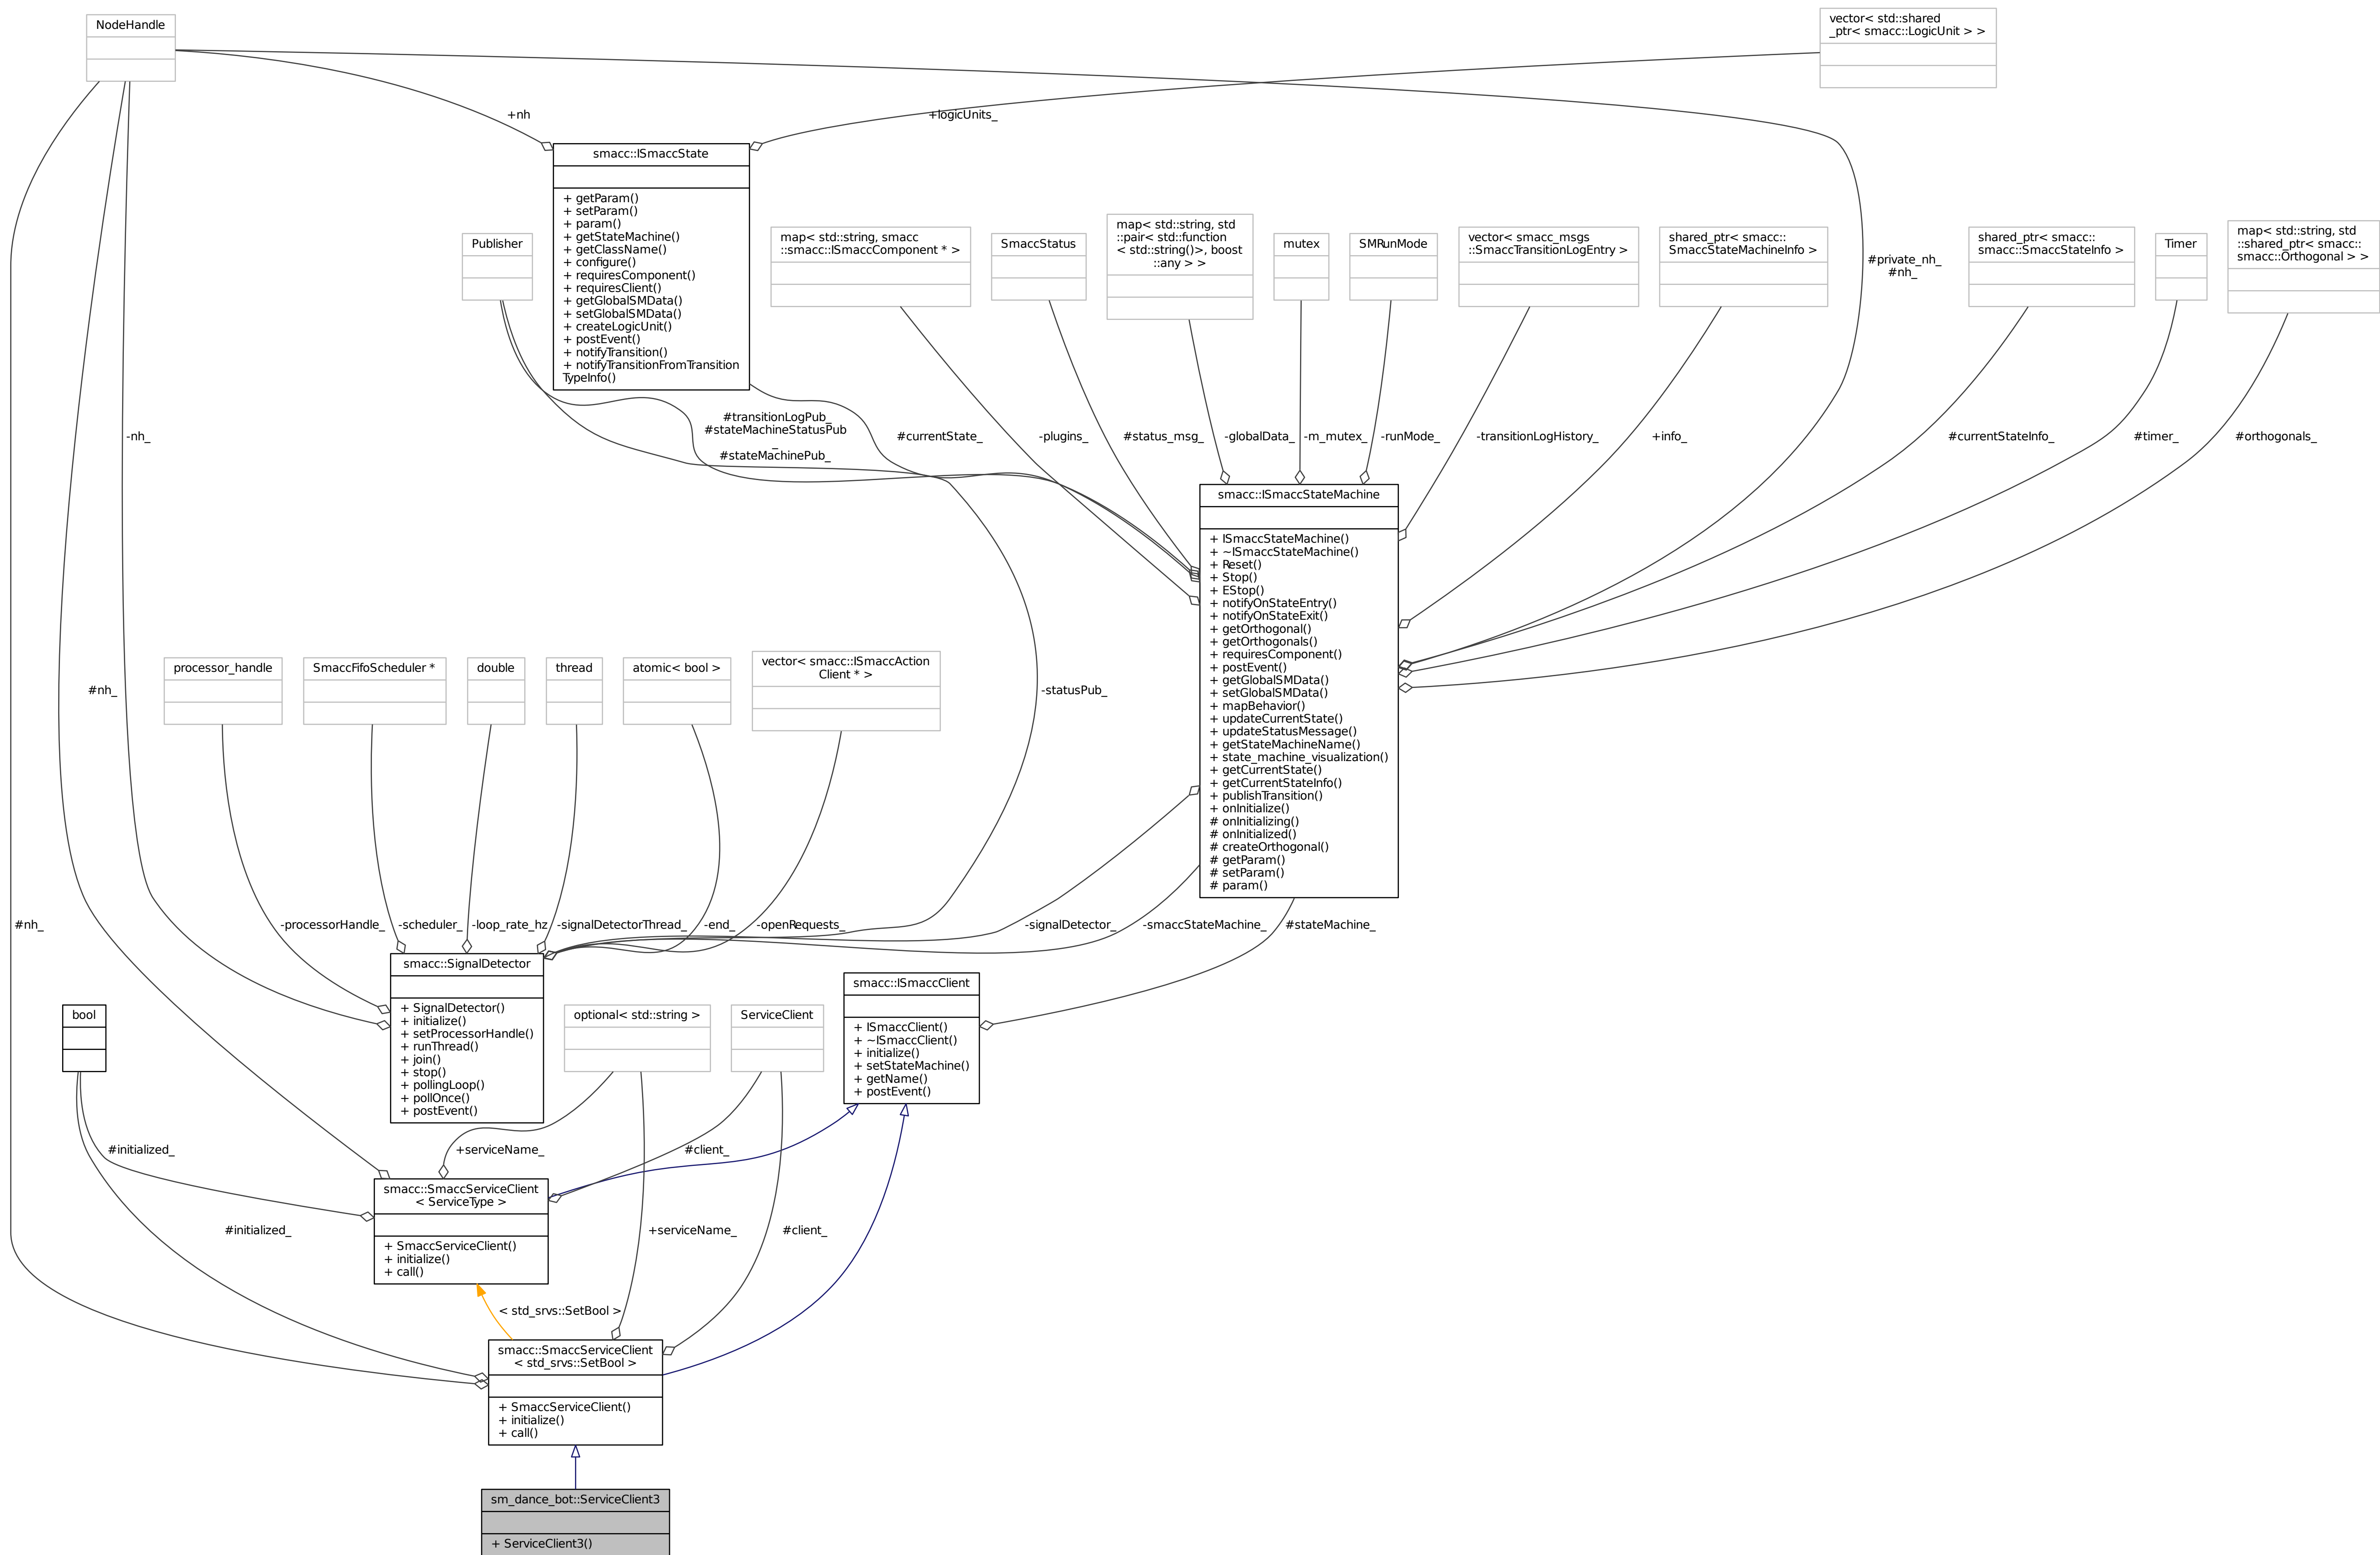 NodeHandle
vector< std::shared
_ptr< smacc::LogicUnit > >
+nh
+logicUnits_
smacc::ISmaccState
+ getParam()
+ setParam()
+ param()
+ getStateMachine()
+ getClassName()
+ configure()
+ requiresComponent()
+ requiresClient()
+ getGlobalSMData()
+ setGlobalSMData()
+ createLogicUnit()
+ postEvent()
+ notifyTransition()
+ notifyTransitionFromTransition
TypeInfo()
Publisher
map< std::string, smacc
::smacc::ISmaccComponent * >
SmaccStatus
map< std::string, std
::pair< std::function
< std::string()>, boost
::any > >
mutex
SMRunMode
vector< smacc_msgs
::SmaccTransitionLogEntry >
shared_ptr< smacc::
SmaccStateMachineInfo >
#private_nh_
#nh_
shared_ptr< smacc::
smacc::SmaccStateInfo >
Timer
map< std::string, std
::shared_ptr< smacc::
smacc::Orthogonal > >
-nh_
#transitionLogPub_
#stateMachineStatusPub
_
#stateMachinePub_
#currentState_
-plugins_
#status_msg_
-globalData_
-m_mutex_
-runMode_
-transitionLogHistory_
+info_
#currentStateInfo_
#timer_
#orthogonals_
smacc::ISmaccStateMachine
+ ISmaccStateMachine()
+ ~ISmaccStateMachine()
+ Reset()
+ Stop()
+ EStop()
+ notifyOnStateEntry()
+ notifyOnStateExit()
+ getOrthogonal()
+ getOrthogonals()
+ requiresComponent()
+ postEvent()
+ getGlobalSMData()
+ setGlobalSMData()
+ mapBehavior()
+ updateCurrentState()
+ updateStatusMessage()
+ getStateMachineName()
+ state_machine_visualization()
+ getCurrentState()
+ getCurrentStateInfo()
+ publishTransition()
+ onInitialize()
# onInitializing()
# onInitialized()
# createOrthogonal()
# getParam()
# setParam()
# param()
#nh_
processor_handle
SmaccFifoScheduler *
double
thread
atomic< bool >
vector< smacc::ISmaccAction
Client * >
-statusPub_
#nh_
-processorHandle_
-scheduler_
-loop_rate_hz
-signalDetectorThread_
-end_
-openRequests_
-signalDetector_
-smaccStateMachine_
#stateMachine_
smacc::SignalDetector
+ SignalDetector()
+ initialize()
+ setProcessorHandle()
+ runThread()
+ join()
+ stop()
+ pollingLoop()
+ pollOnce()
+ postEvent()
smacc::ISmaccClient
+ ISmaccClient()
+ ~ISmaccClient()
+ initialize()
+ setStateMachine()
+ getName()
+ postEvent()
bool
optional< std::string >
ServiceClient
#initialized_
+serviceName_
#client_
smacc::SmaccServiceClient
< ServiceType >
+ SmaccServiceClient()
+ initialize()
+ call()
#initialized_
+serviceName_
#client_
< std_srvs::SetBool >
smacc::SmaccServiceClient
< std_srvs::SetBool >
+ SmaccServiceClient()
+ initialize()
+ call()
sm_dance_bot::ServiceClient3
+ ServiceClient3()